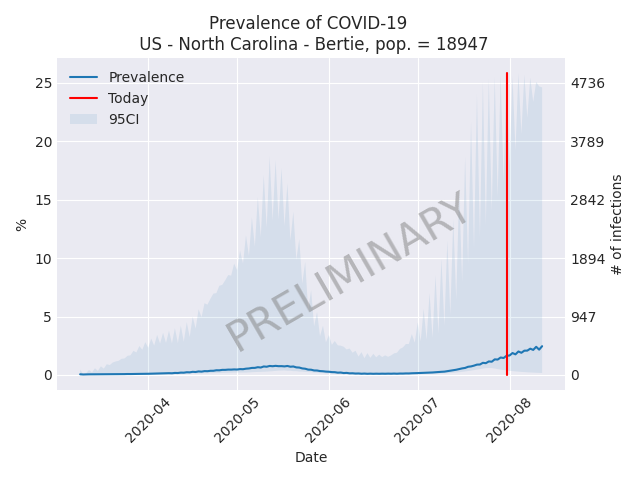 Prevalence of COVID-19
US - North Carolina - Bertie, pop. = 18947
Prevalence
Today
95CI
PRELIMINARY
25
20
15
10
5
0
%
4736
3789
2842
1894
947
0
# of infections
2020-04
2020-05
2020-06
2020-07
2020-08
Date